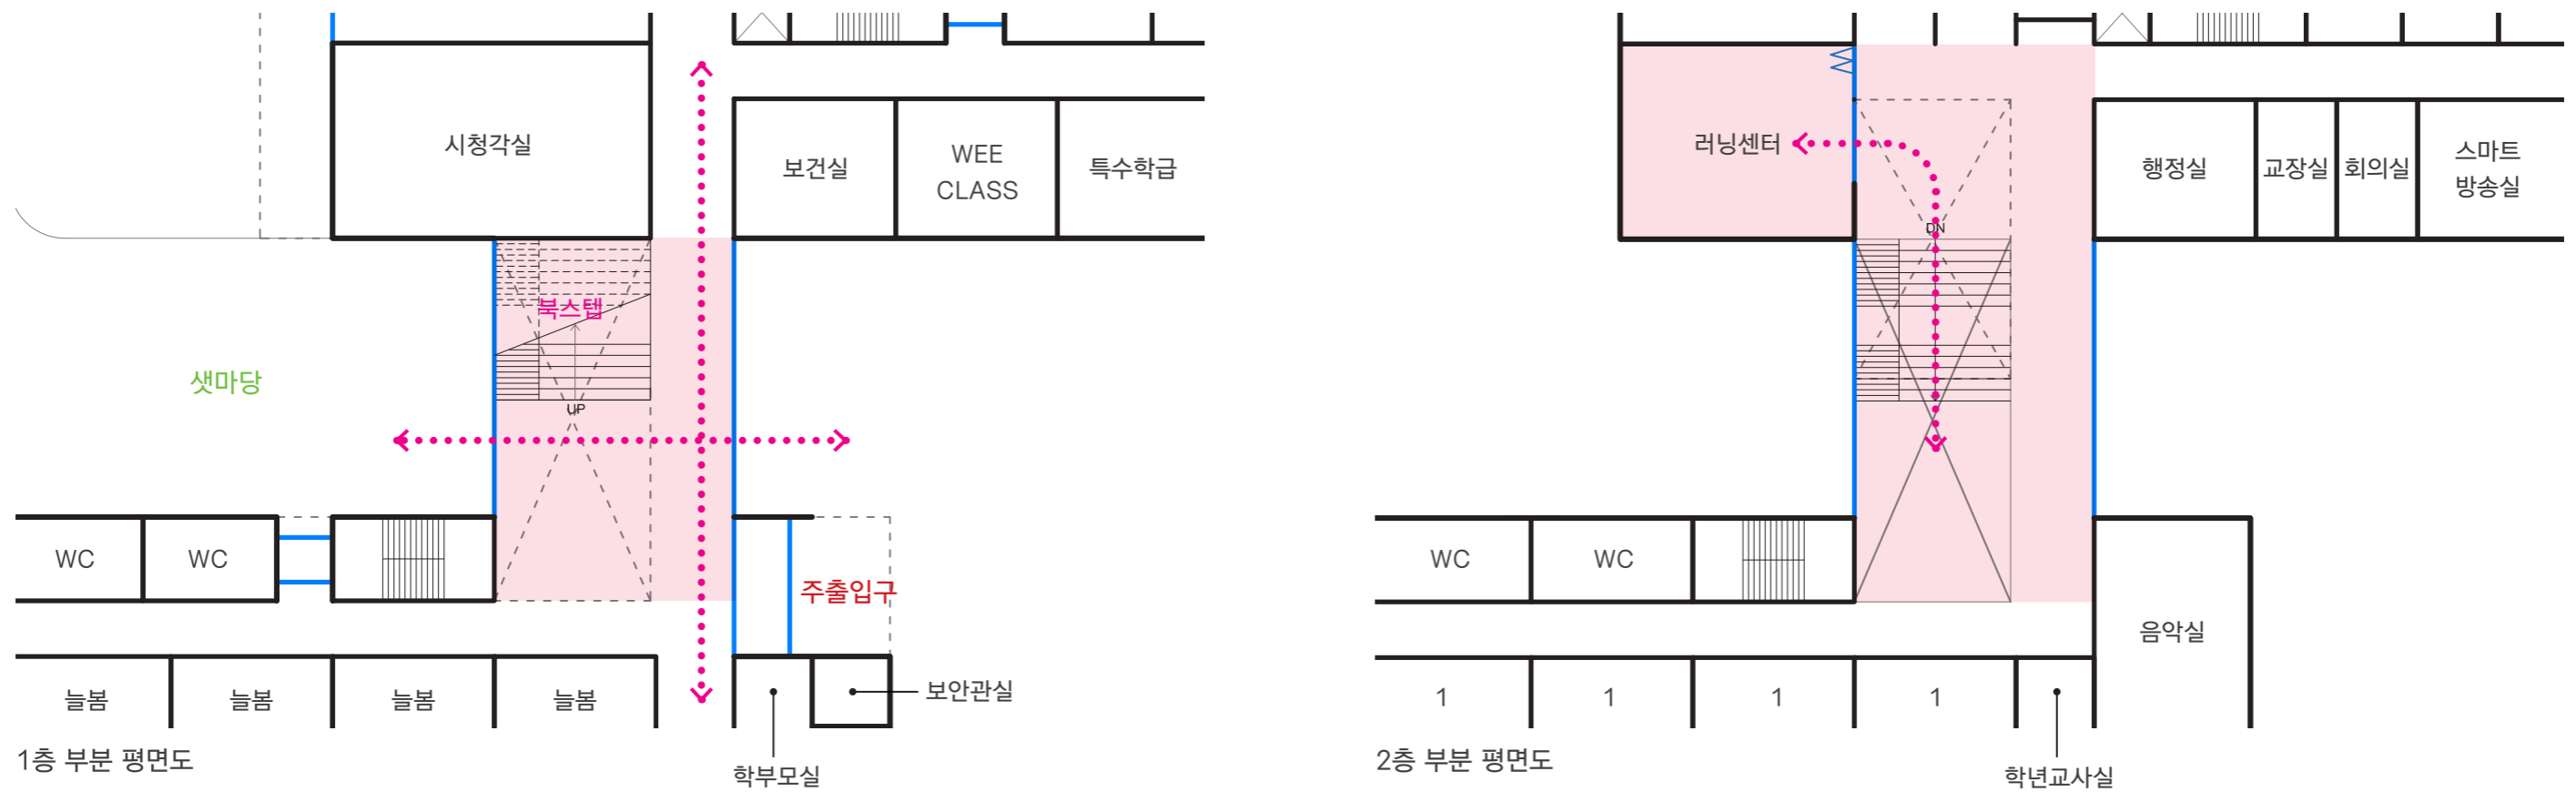 시청각실
보건실
WEE
CLASS
특수학급
북스텝
샛마당
UP
WC
WC
주출입구
늘봄
늘봄
늘봄
늘봄
보안관실
학부모실
1층 부분 평면도
러닝센터
행정실
교장실
회의실
스마트
방송실
DN
WC
WC
음악실
1
1
1
1
학년교사실
2층 부분 평면도